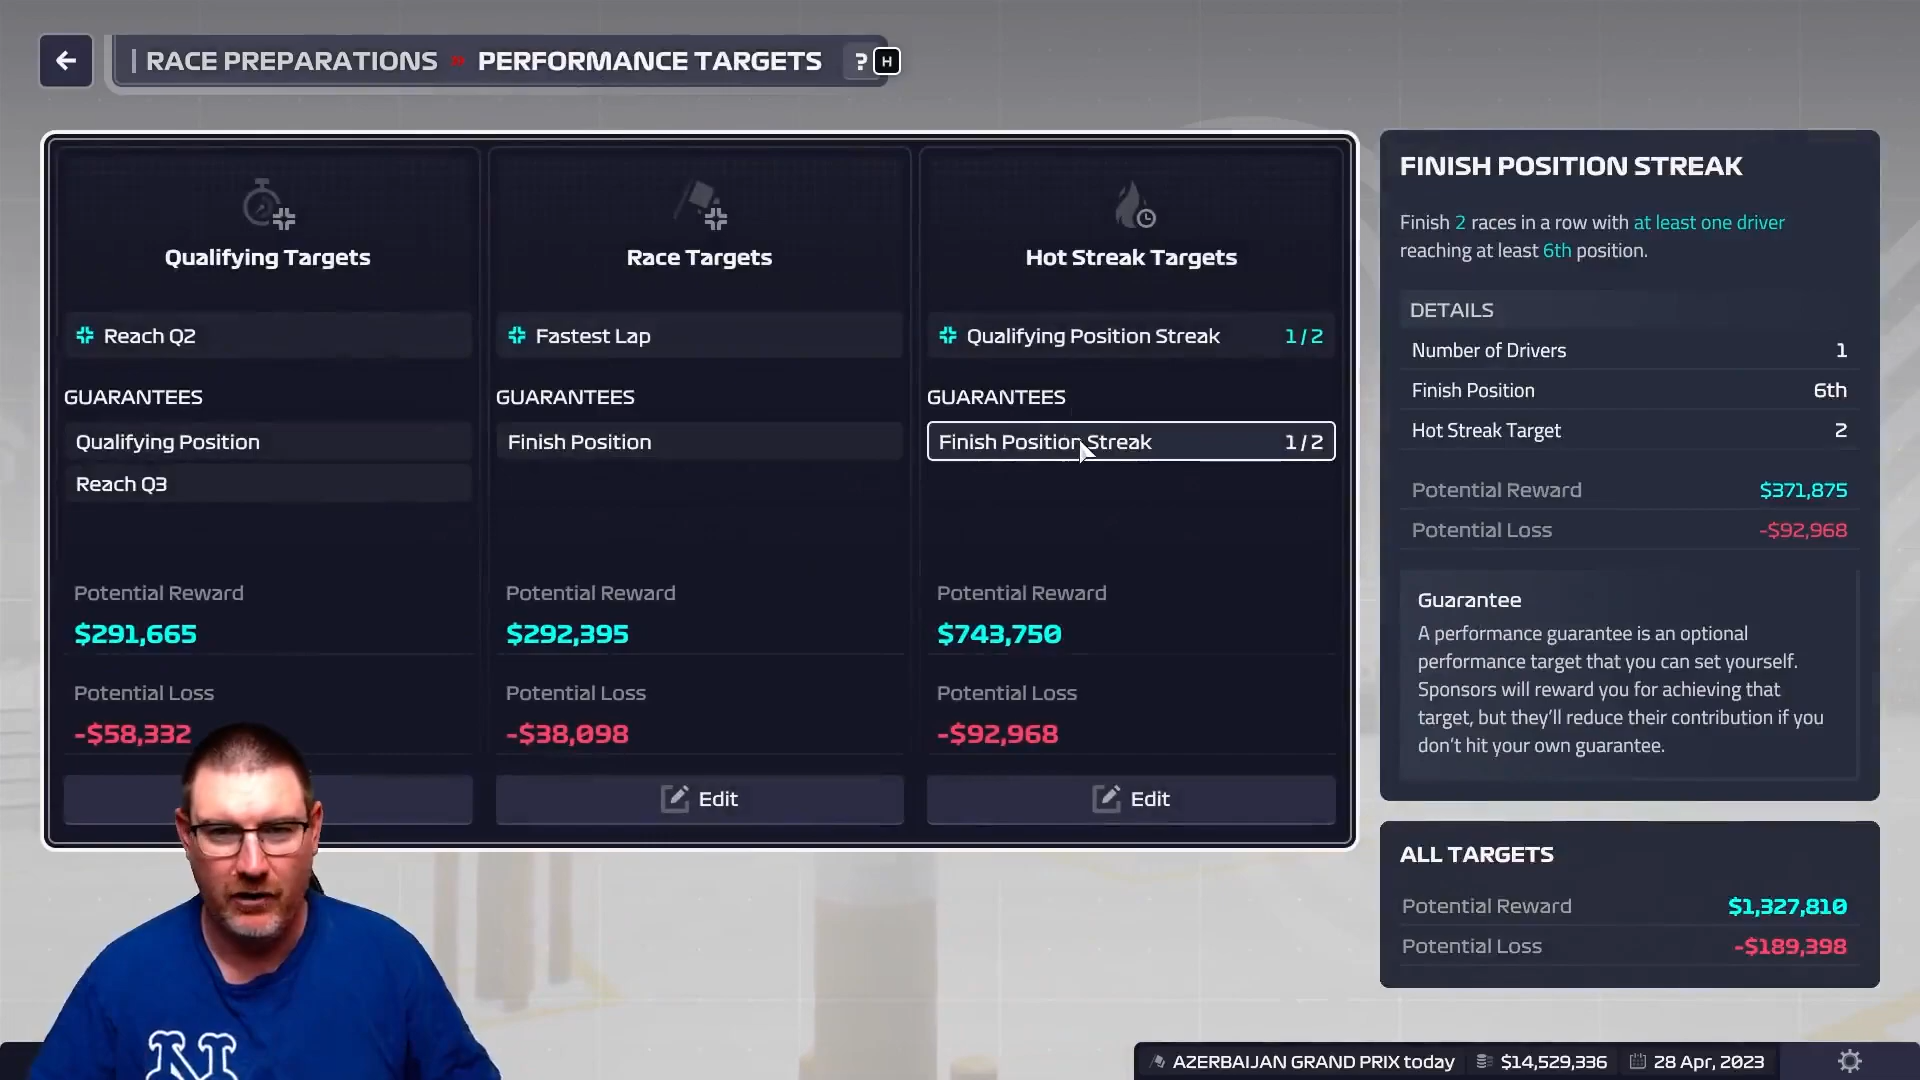 RACE PREPARATIONS » PERFORMANCE TARGETS ? H
Qualifying Targets
Reach Q2
GUARANTEES
Qualifying Position
Reach Q3
Potential Reward
$291,665
Potential Loss
-$58,332
Race Targets
Fastest Lap
GUARANTEES
Finish Position
Potential Reward
$292,395
Potential Loss
-$38,098
Edit
Hot Streak Targets
Qualifying Position Streak 1/2
GUARANTEES
Finish Position Streak 1/2
Potential Reward
$743,750
Potential Loss
-$92,968
Edit
FINISH POSITION STREAK
Finish 2 races in a row with at least one driver
reaching at least 6th position.
DETAILS
Number of Drivers 1
Finish Position 6th
Hot Streak Target 2
Potential Reward $371,875
Potential Loss -$92,968
Guarantee
A performance guarantee is an optional
performance target that you can set yourself.
Sponsors will reward you for achieving that
target, but they'll reduce their contribution if you
don't hit your own guarantee.
ALL TARGETS
Potential Reward $1,327,810
Potential Loss -$189,398
N
AZERBAIJAN GRAND PRIX today $14,529,336 28 Apr, 2023